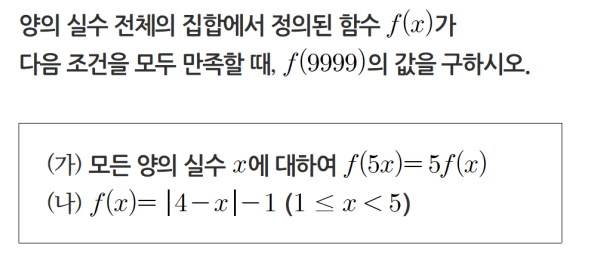 양의 실수 전체의 집합에서 정의된 함수 f(x)가
다음 조건을 모두 만족할 때, f(9999)의 값을 구하시오.
(가) 모든 양의 실수 x에 대하여 f(5x)=5f(x)
(나) f(x)= |4-x|-1 (1 ≤ x < 5)